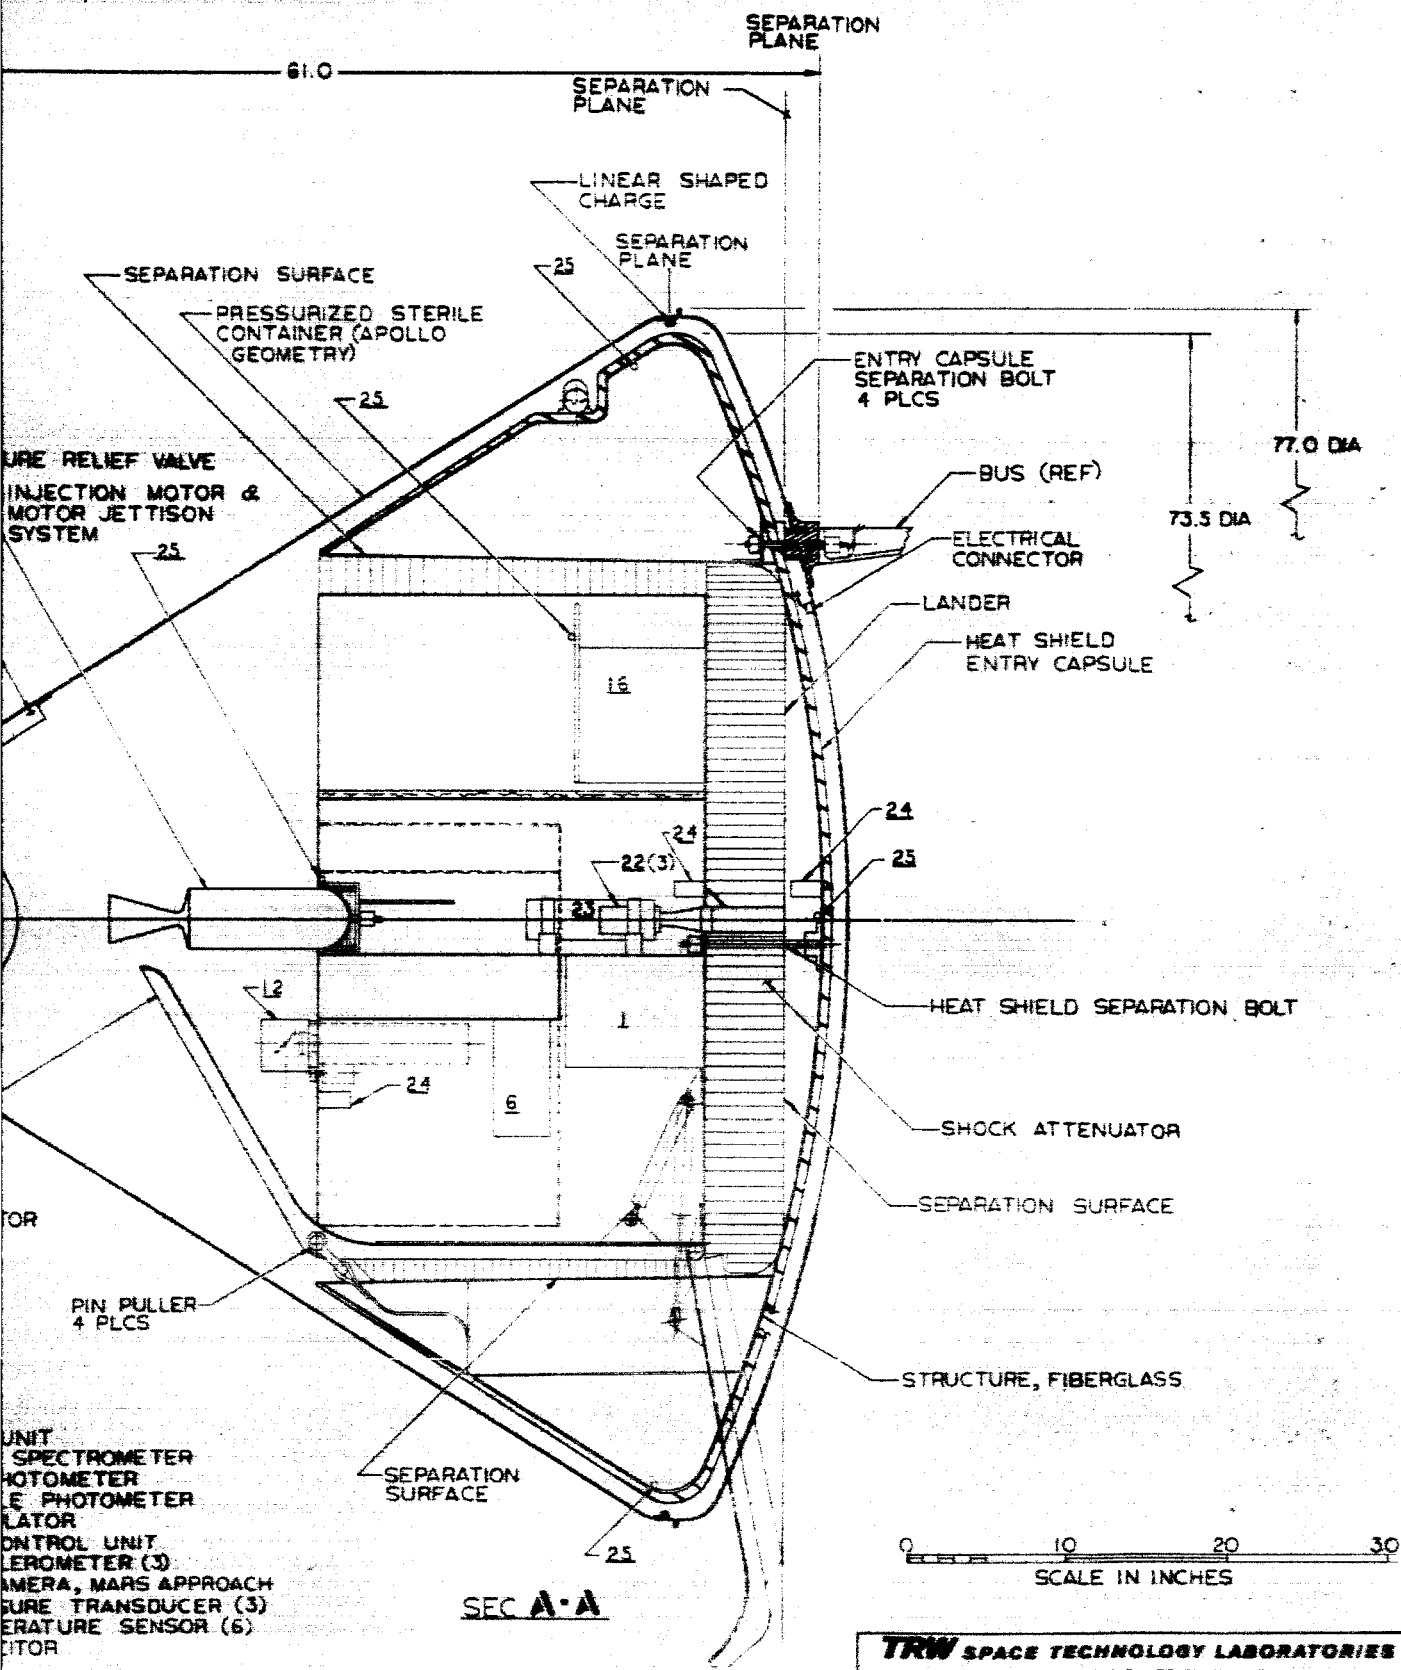 SEPARATION
PLANE
61.0
SEPARATION
PLANE
LINEAR SHAPED
CHARGE
SEPARATION
PLANE
25
SEPARATION SURFACE
PRESSURIZED STERILE
CONTAINER (APOLLO
GEOMETRY)
ENTRY CAPSULE
SEPARATION BOLT
4 PLCS
25
77.0 DIA
URE RELIEF VALVE
BUS (REF)
INJECTION MOTOR &
MOTOR JETTISON
SYSTEM
73.5 DIA
25
ELECTRICAL
CONNECTOR
LANDER
HEAT SHIELD
ENTRY CAPSULE
16
24
24
22(3)
25
23
12
HEAT SHIELD SEPARATION BOLT
1
24
6
SHOCK ATTENUATOR
SEPARATION SURFACE
TOR
PIN PULLER
4 PLCS
STRUCTURE, FIBERGLASS
UNIT
SPECTROMETER
HOTOMETER
LE PHOTOMETER
LATOR
ONTROL UNIT
LEROMETER (3)
AMERA, MARS APPROACH
SURE TRANSDUCER (3)
ERATURE SENSOR (6)
CITOR
SEPARATION
SURFACE
25
SEC A-A
0 10 20 30
SCALE IN INCHES
TRW SPACE TECHNOLOGY LABORATORIES